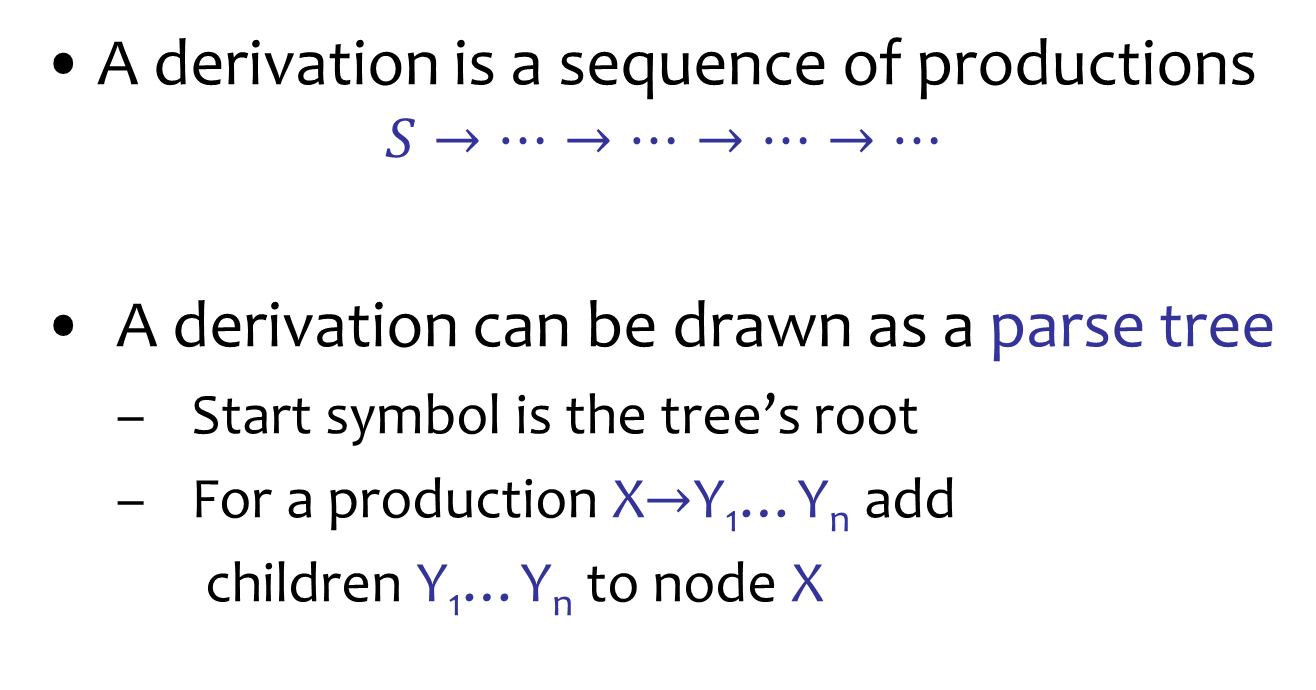 • A derivation is a sequence of productions
S → ⋯ → ⋯ → ⋯ → ⋯
• A derivation can be drawn as a parse tree
– Start symbol is the tree’s root
– For a production X→Y₁… Yₙ add
children Y₁… Yₙ to node X